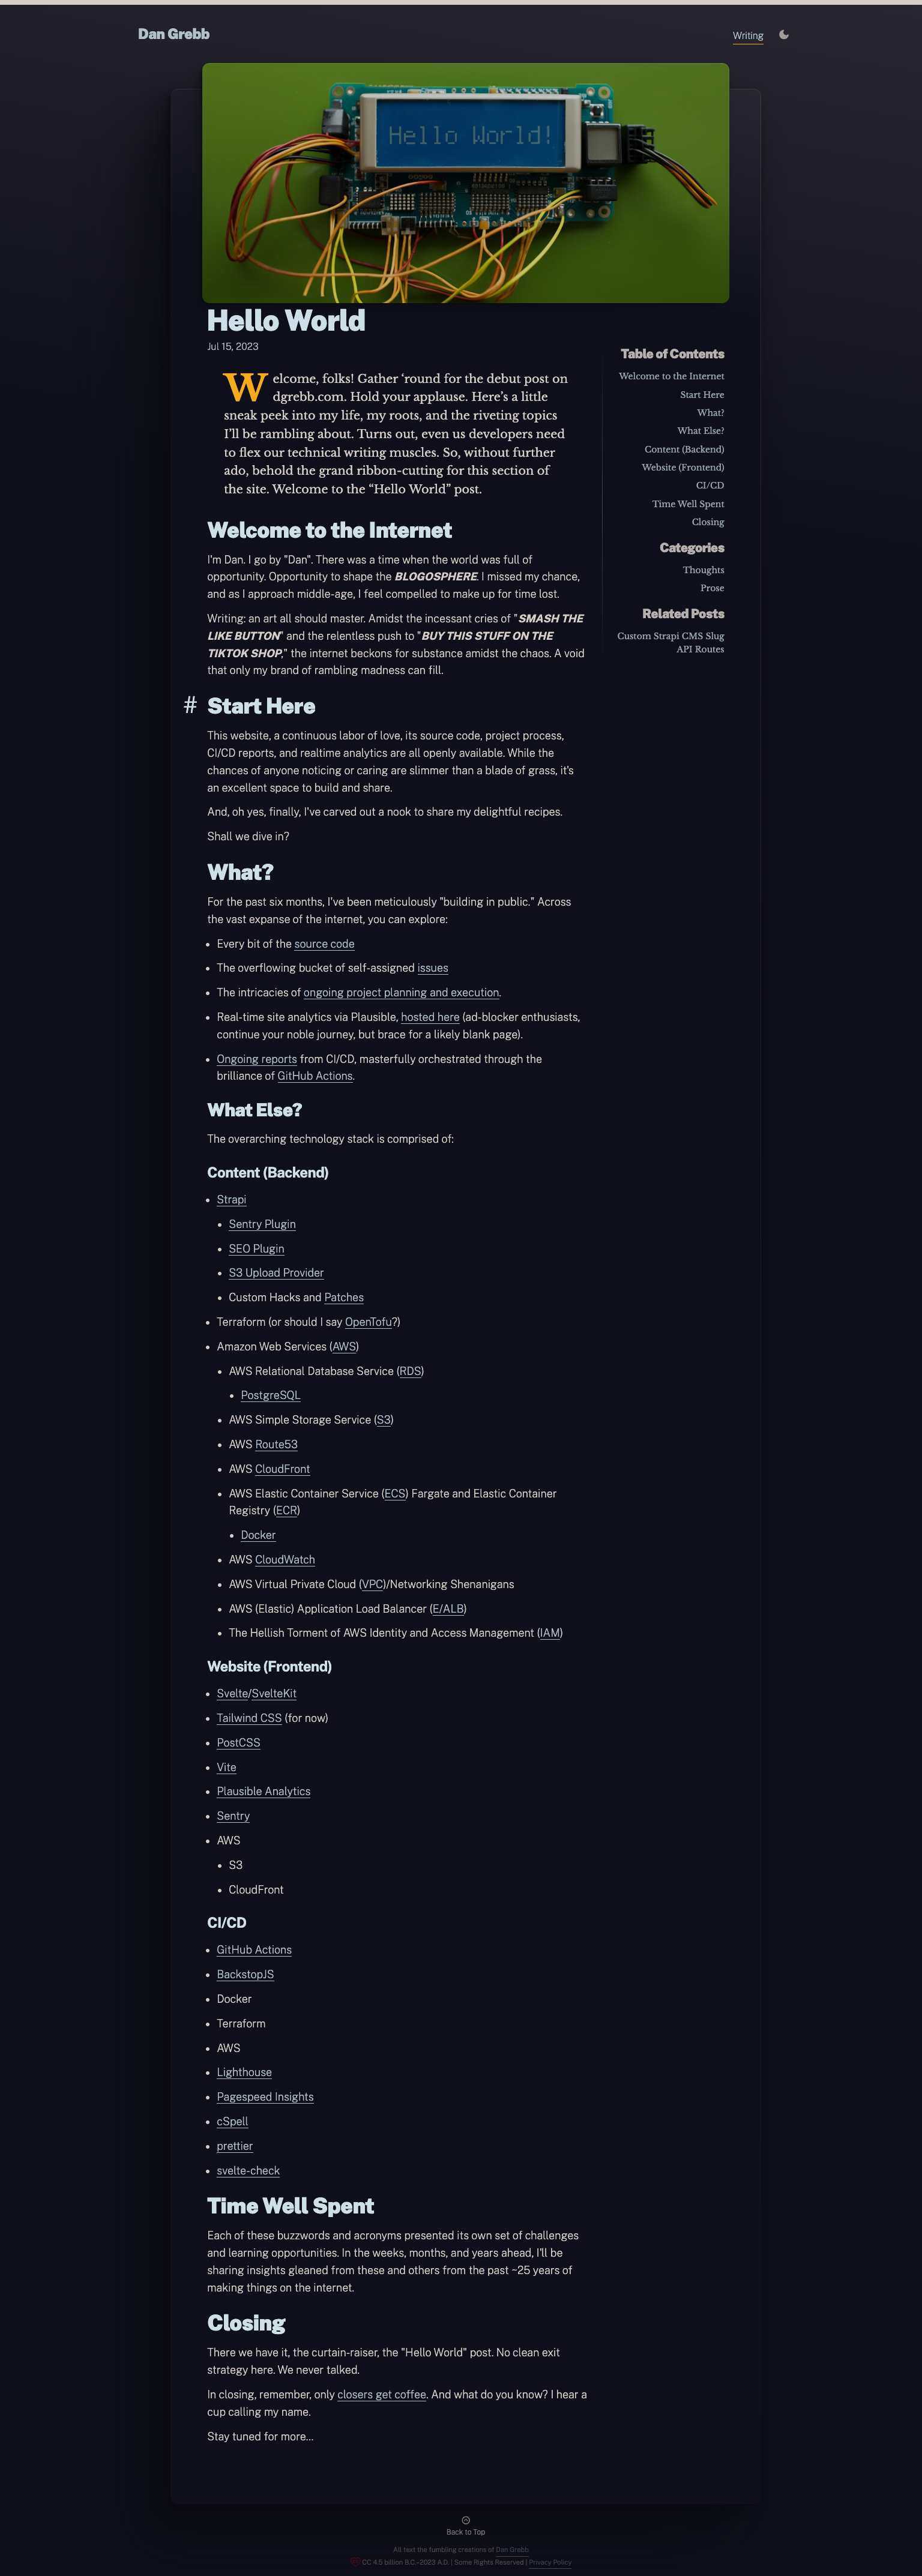 Dan Grebb
Writing
Hello World!
Hello World
Jul 15, 2023
Welcome, folks! Gather ‘round for the debut post on
dgrebb.com. Hold your applause. Here’s a little
sneak peek into my life, my roots, and the riveting topics
I’ll be rambling about. Turns out, even us developers need
to flex our technical writing muscles. So, without further
ado, behold the grand ribbon-cutting for this section of
the site. Welcome to the “Hello World” post.
Table of Contents
Welcome to the Internet
Start Here
What?
What Else?
Content (Backend)
Website (Frontend)
CI/CD
Time Well Spent
Closing
Categories
Thoughts
Prose
Related Posts
Custom Strapi CMS Slug
API Routes
Welcome to the Internet
I'm Dan. I go by "Dan". There was a time when the world was full of
opportunity. Opportunity to shape the BLOGOSPHERE. I missed my chance,
and as I approach middle-age, I feel compelled to make up for time lost.
Writing: an art all should master. Amidst the incessant cries of "SMASH THE
LIKE BUTTON" and the relentless push to "BUY THIS STUFF ON THE
TIKTOK SHOP," the internet beckons for substance amidst the chaos. A void
that only my brand of rambling madness can fill.
# Start Here
This website, a continuous labor of love, its source code, project process,
CI/CD reports, and realtime analytics are all openly available. While the
chances of anyone noticing or caring are slimmer than a blade of grass, it's
an excellent space to build and share.
And, oh yes, finally, I've carved out a nook to share my delightful recipes.
Shall we dive in?
What?
For the past six months, I've been meticulously "building in public." Across
the vast expanse of the internet, you can explore:
Every bit of the source code
The overflowing bucket of self-assigned issues
The intricacies of ongoing project planning and execution.
Real-time site analytics via Plausible, hosted here (ad-blocker enthusiasts,
continue your noble journey, but brace for a likely blank page).
Ongoing reports from CI/CD, masterfully orchestrated through the
brilliance of GitHub Actions.
What Else?
The overarching technology stack is comprised of:
Content (Backend)
Strapi
Sentry Plugin
SEO Plugin
S3 Upload Provider
Custom Hacks and Patches
Terraform (or should I say OpenTofu?)
Amazon Web Services (AWS)
AWS Relational Database Service (RDS)
PostgreSQL
AWS Simple Storage Service (S3)
AWS Route53
AWS CloudFront
AWS Elastic Container Service (ECS) Fargate and Elastic Container
Registry (ECR)
Docker
AWS CloudWatch
AWS Virtual Private Cloud (VPC)/Networking Shenanigans
AWS (Elastic) Application Load Balancer (E/ALB)
The Hellish Torment of AWS Identity and Access Management (IAM)
Website (Frontend)
Svelte/SvelteKit
Tailwind CSS (for now)
PostCSS
Vite
Plausible Analytics
Sentry
AWS
S3
CloudFront
CI/CD
GitHub Actions
BackstopJS
Docker
Terraform
AWS
Lighthouse
Pagespeed Insights
cSpell
prettier
svelte-check
Time Well Spent
Each of these buzzwords and acronyms presented its own set of challenges
and learning opportunities. In the weeks, months, and years ahead, I'll be
sharing insights gleaned from these and others from the past ~25 years of
making things on the internet.
Closing
There we have it, the curtain-raiser, the "Hello World" post. No clean exit
strategy here. We never talked.
In closing, remember, only closers get coffee. And what do you know? I hear a
cup calling my name.
Stay tuned for more...
Back to Top
All text the fumbling creations of Dan Grebb
CC 4.5 billion B.C.–2023 A.D. | Some Rights Reserved | Privacy Policy